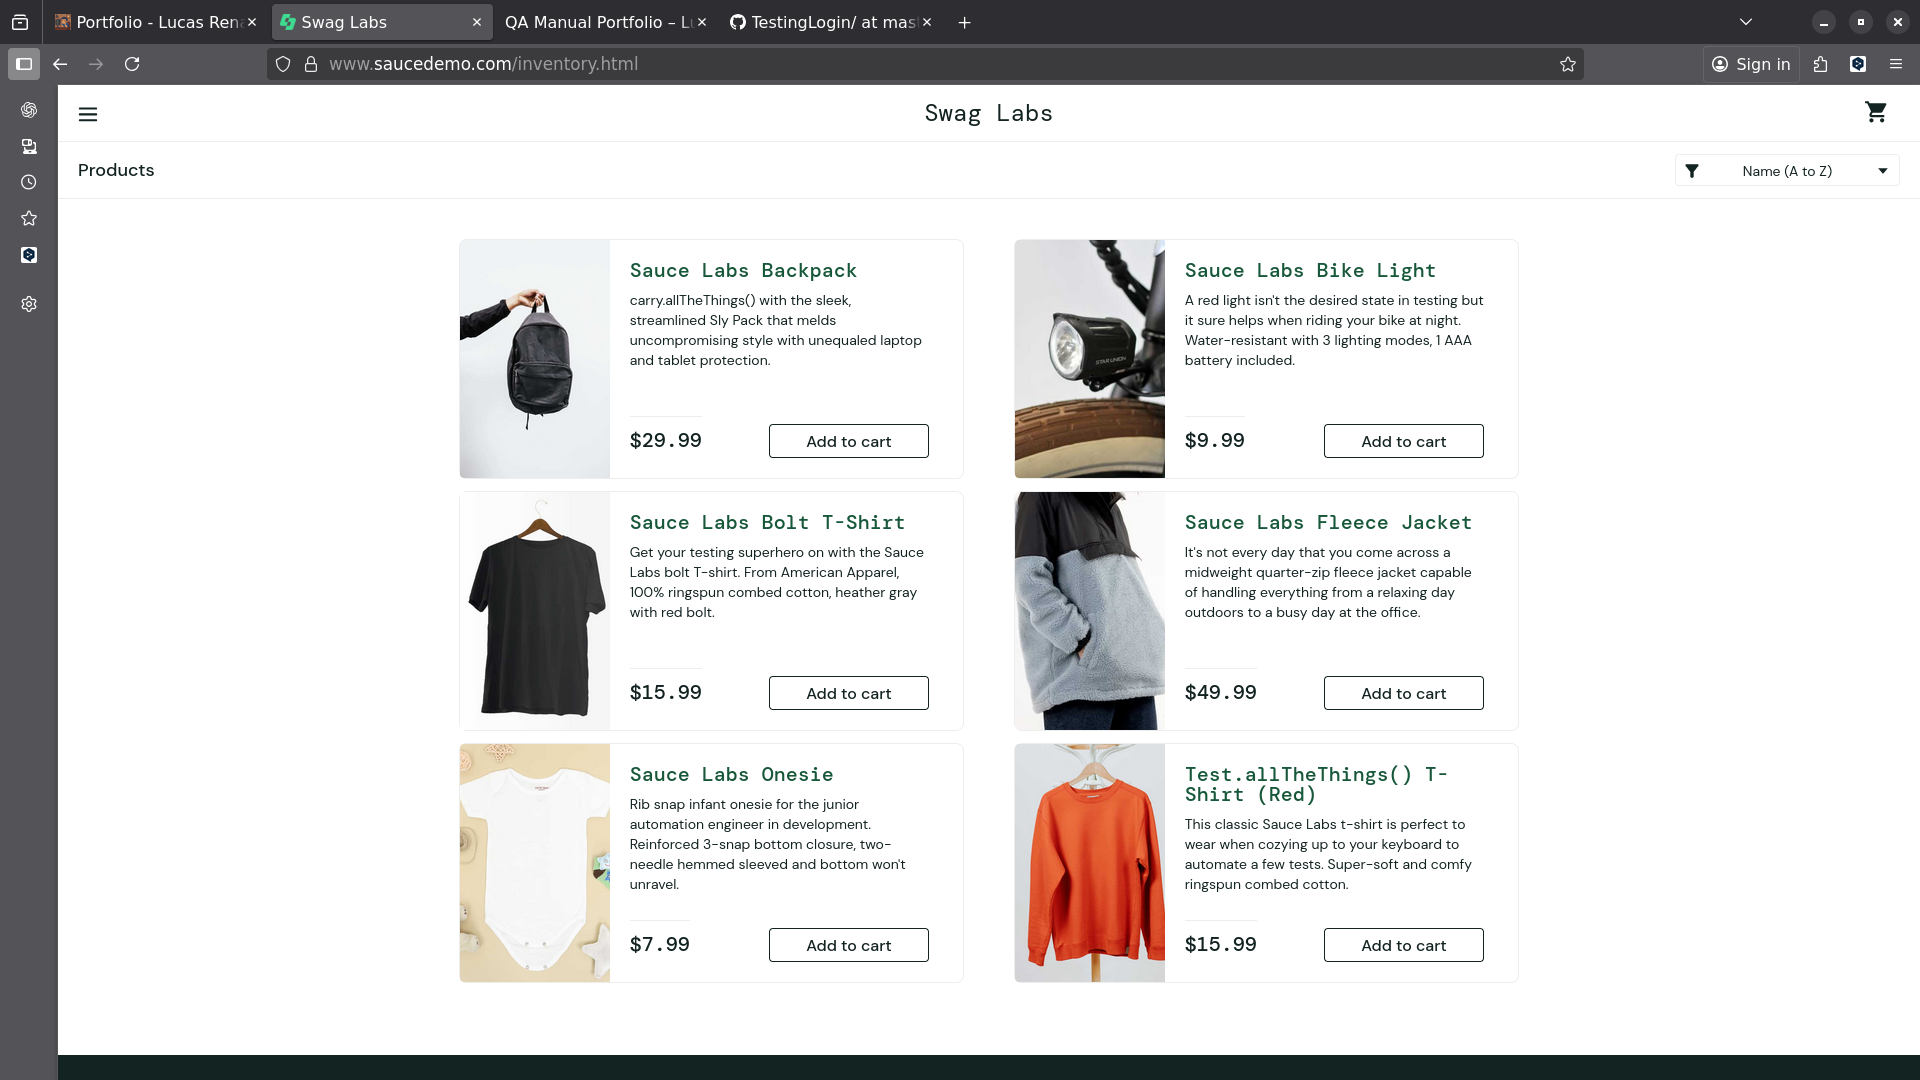 Portfolio - Lucas Ren
Swag Labs
QA Manual Portfolio – L
TestingLogin/ at mas
www.saucedemo.com/inventory.html
Sign in
Swag Labs
Products
Name (A to Z)
Sauce Labs Backpack
carry.allTheThings() with the sleek,
streamlined Sly Pack that melds
uncompromising style with unequaled laptop
and tablet protection.
$29.99
Add to cart
Sauce Labs Bike Light
A red light isn't the desired state in testing but
it sure helps when riding your bike at night.
Water-resistant with 3 lighting modes, 1 AAA
battery included.
STAR UNION
$9.99
Add to cart
Sauce Labs Bolt T-Shirt
Get your testing superhero on with the Sauce
Labs bolt T-shirt. From American Apparel,
100% ringspun combed cotton, heather gray
with red bolt.
$15.99
Add to cart
Sauce Labs Fleece Jacket
It's not every day that you come across a
midweight quarter-zip fleece jacket capable
of handling everything from a relaxing day
outdoors to a busy day at the office.
$49.99
Add to cart
Sauce Labs Onesie
Rib snap infant onesie for the junior
automation engineer in development.
Reinforced 3-snap bottom closure, two-
needle hemmed sleeved and bottom won't
unravel.
$7.99
Add to cart
Test.allTheThings() T-
Shirt (Red)
This classic Sauce Labs t-shirt is perfect to
wear when cozying up to your keyboard to
automate a few tests. Super-soft and comfy
ringspun combed cotton.
$15.99
Add to cart